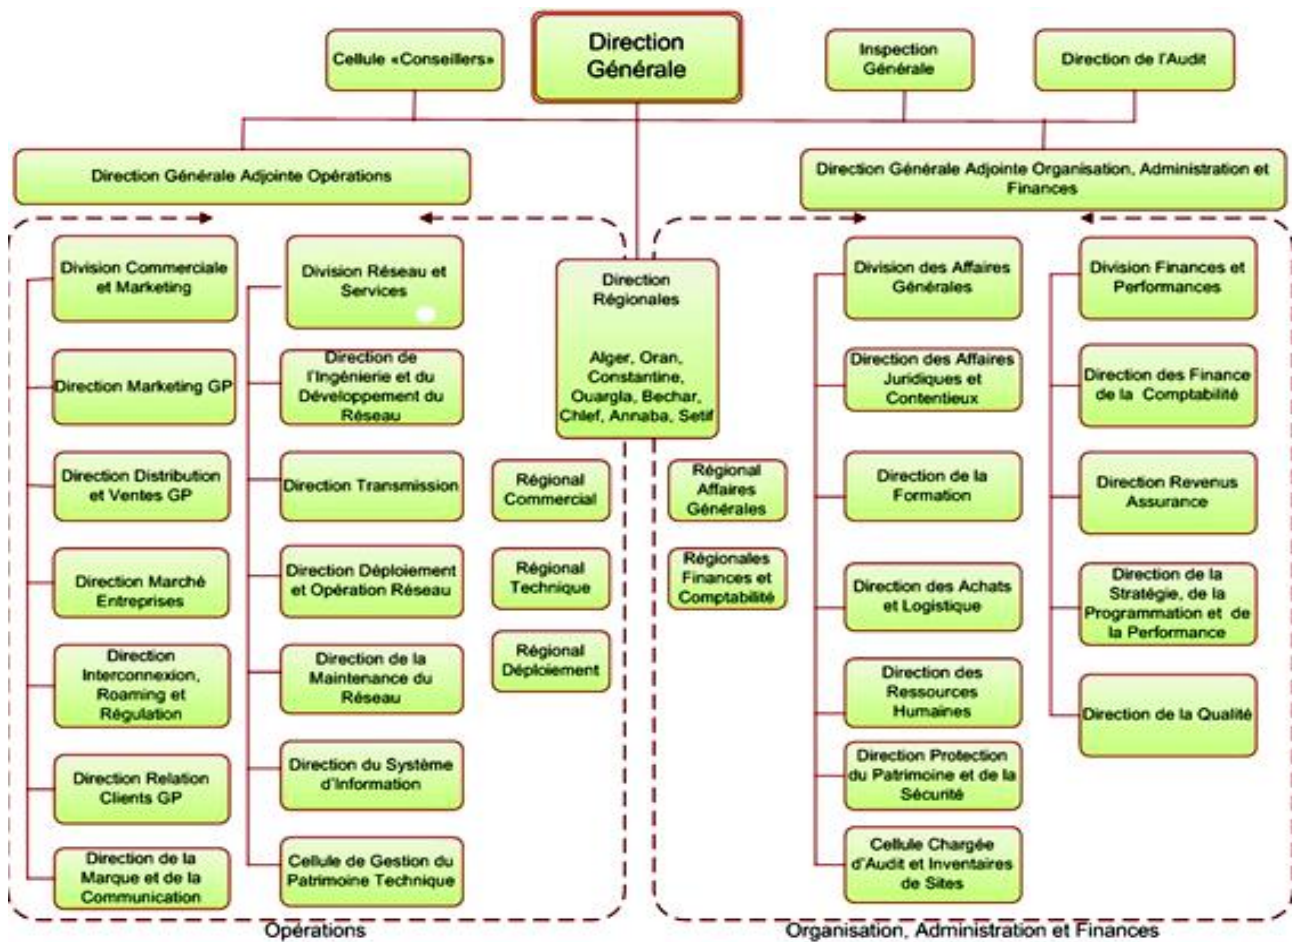 Cellule «Conseillers»
Direction
Générale
Inspection
Générale
Direction de l'Audit
Direction Générale Adjointe Opérations
Direction Générale Adjointe Organisation, Administration et
Finances
Division Commerciale
et Marketing
Direction Marketing GP
Direction Distribution
et Ventes GP
Direction Marché
Entreprises
Direction
Interconnexion,
Roaming et
Régulation
Direction Relation
Clients GP
Direction de la
Marque et de la
Communication
Division Réseau et
Services
Direction de
l'Ingénierie et du
Développement du
Réseau
Direction Transmission
Direction Déploiement
et Opération Réseau
Direction de la
Maintenance du
Réseau
Direction du Système
d'Information
Cellule de Gestion du
Patrimoine Technique
Direction
Régionales
Alger, Oran,
Constantine,
Ouargla, Bechar,
Chlef, Annaba, Setif
Régional
Commercial
Régional
Technique
Régional
Déploiement
Régional
Affaires
Générales
Régionales
Finances et
Comptabilité
Division des Affaires
Générales
Direction des Affaires
Juridiques et
Contentieux
Direction de la
Formation
Direction des Achats
et Logistique
Direction des
Ressources
Humaines
Direction Protection
du Patrimoine et de la
Sécurité
Cellule Chargée
d'Audit et Inventaires
de Sites
Division Finances et
Performances
Direction des Finance
de la Comptabilité
Direction Revenus
Assurance
Direction de la
Stratégie, de la
Programmation et de
la Performance
Direction de la Qualité
Opérations
Organisation, Administration et Finances